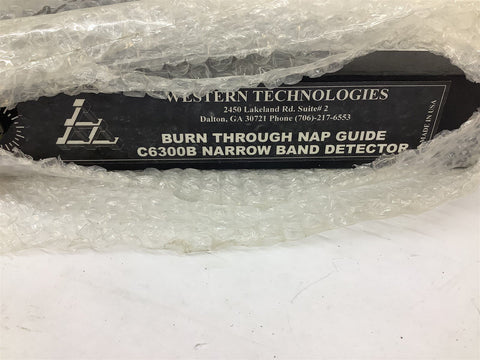 WESTERN TECHNOLOGIES
2450 Lakeland Rd. Suite# 2
Dalton, GA 30721 Phone (706)-217-6553
BURN THROUGH NAP GUIDE
C6300B NARROW BAND DETECTOR
MADE IN USA